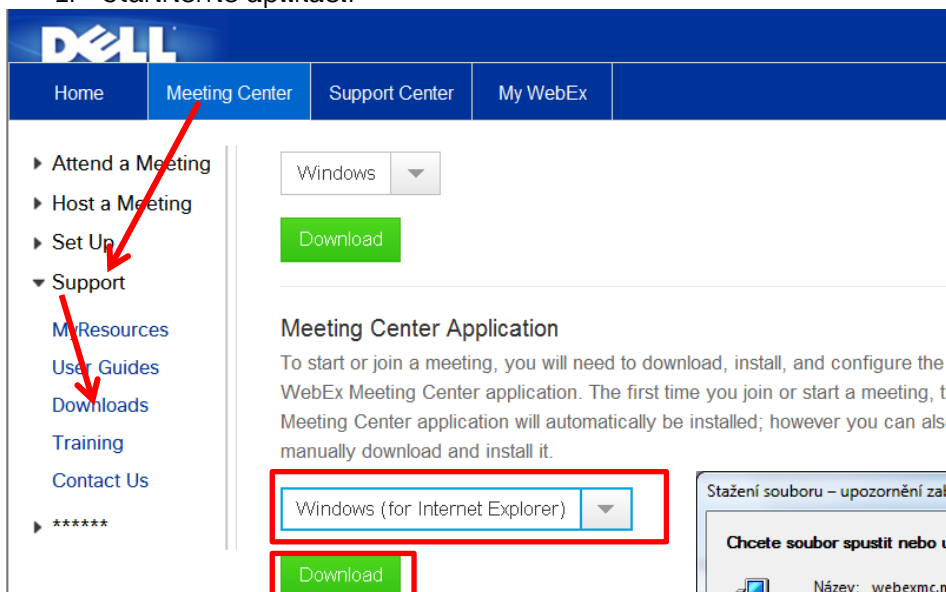 DELL
Home Meeting Center Support Center My WebEx
Attend a Meeting
Host a Meeting
Set Up
Support
MyResources
User Guides
Downloads
Training
Contact Us
******
Windows
Download
Meeting Center Application
To start or join a meeting, you will need to download, install, and configure the
WebEx Meeting Center application. The first time you join or start a meeting, t
Meeting Center application will automatically be installed; however you can als
manually download and install it.
Windows (for Internet Explorer)
Download
Stažení souboru – upozornění zab
Chcete soubor spustit nebo u
Název: webexmc.m